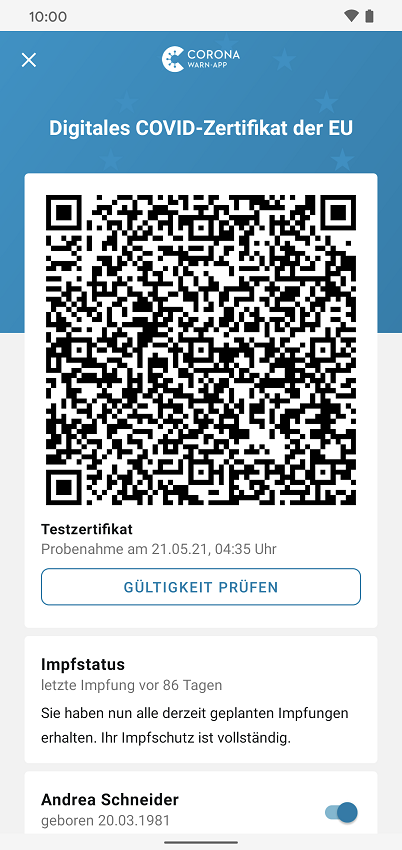 10:00
CORONA
WARN-APP
Digitales COVID-Zertifikat der EU
Testzertifikat
Probenahme am 21.05.21, 04:35 Uhr
GÜLTIGKEIT PRÜFEN
Impfstatus
letzte Impfung vor 86 Tagen
Sie haben nun alle derzeit geplanten Impfungen
erhalten. Ihr Impfschutz ist vollständig.
Andrea Schneider
geboren 20.03.1981